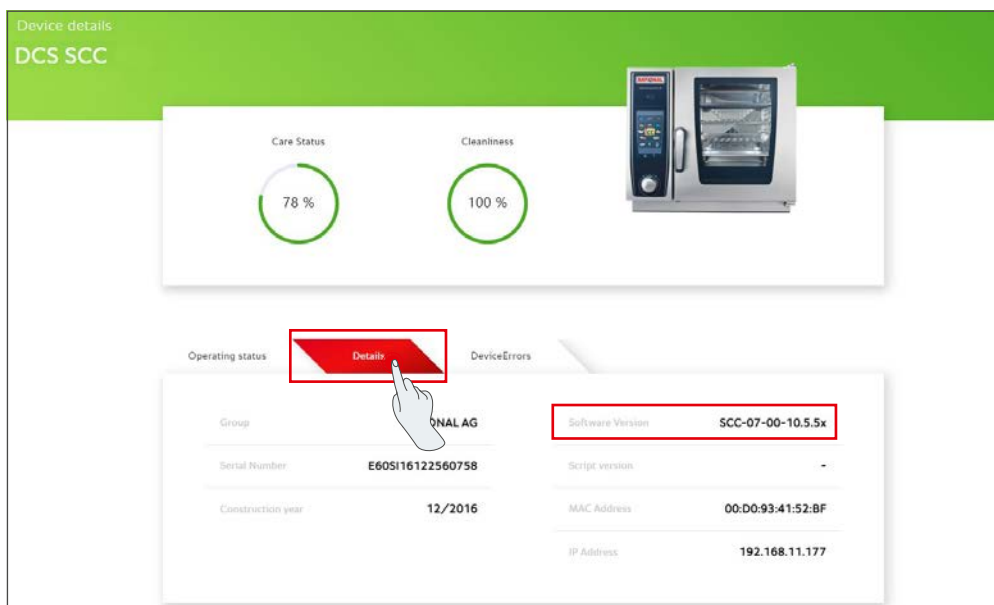 Device details
DCS SCC
RATIONAL
Care Status
Cleanliness
78 %
100 %
Operating status
Details
DeviceErrors
Group
ONAL AG
Software Version
SCC-07-00-10.5.5x
Serial Number
E60SI16122560758
Script version
-
Construction year
12/2016
MAC Address
00:D0:93:41:52:BF
IP Address
192.168.11.177